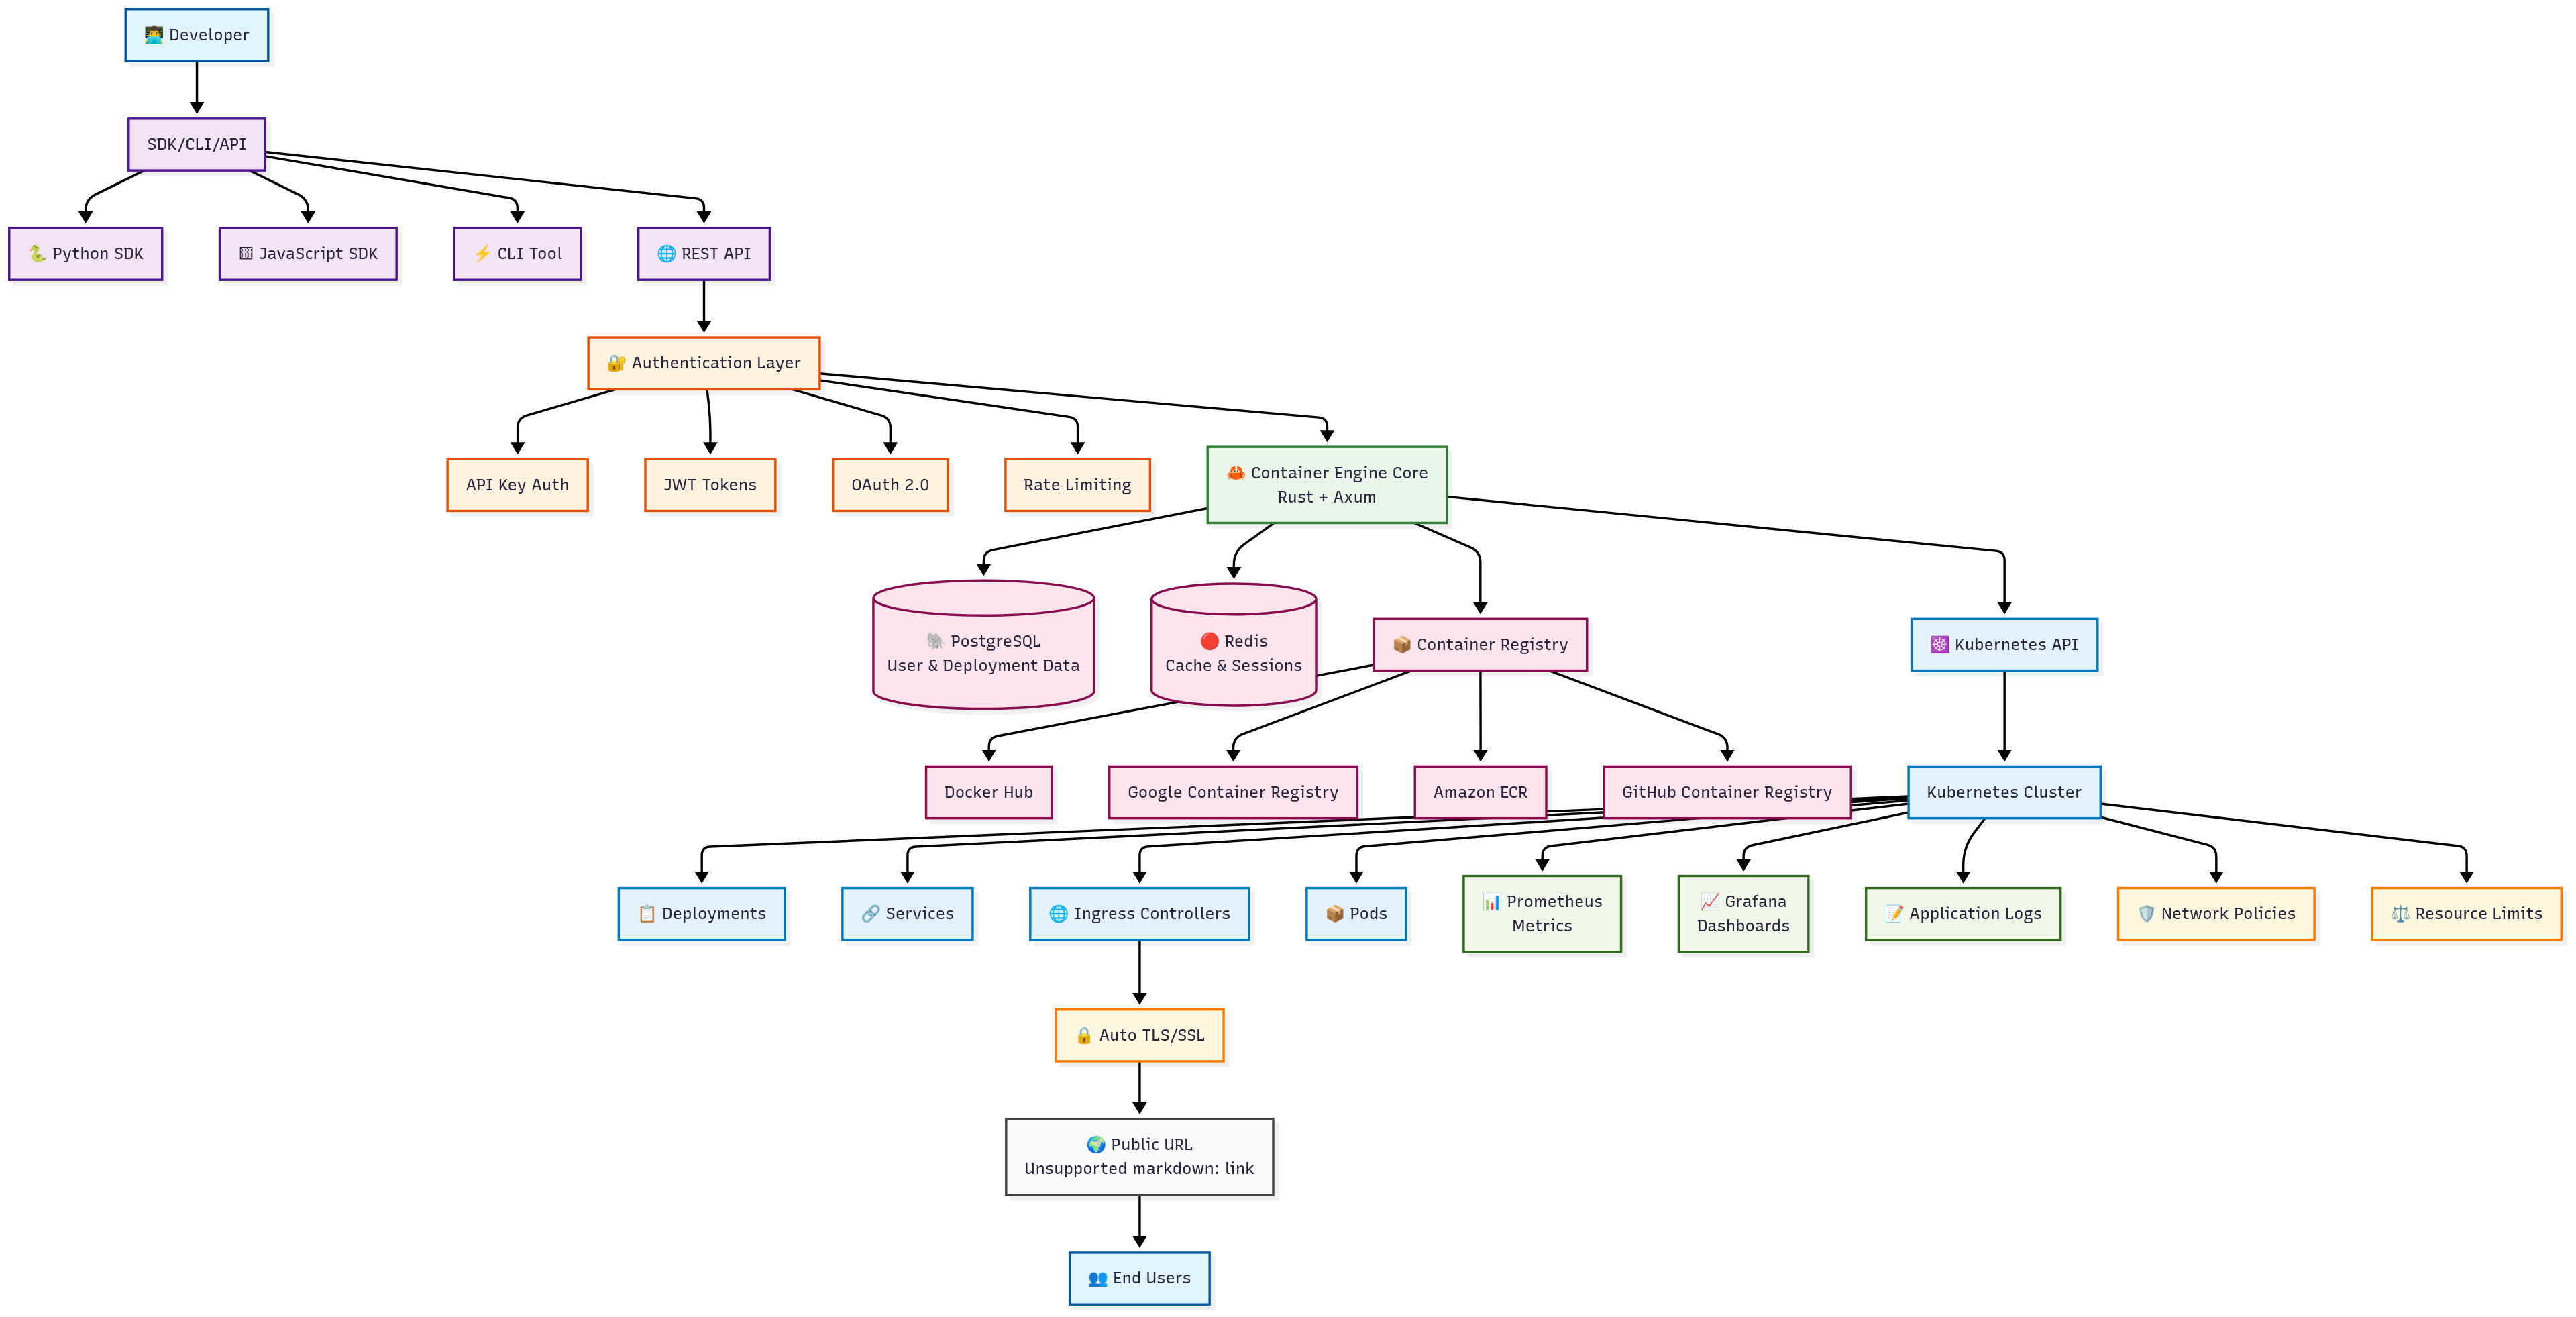 👨‍💻 Developer
SDK/CLI/API
🐍 Python SDK
🟨 JavaScript SDK
⚡ CLI Tool
🌐 REST API
🔐 Authentication Layer
API Key Auth
JWT Tokens
OAuth 2.0
Rate Limiting
🦀 Container Engine Core
Rust + Axum
🐘 PostgreSQL
User & Deployment Data
🔴 Redis
Cache & Sessions
📦 Container Registry
☸️ Kubernetes API
Docker Hub
Google Container Registry
Amazon ECR
GitHub Container Registry
Kubernetes Cluster
📋 Deployments
🔗 Services
🌐 Ingress Controllers
📦 Pods
📊 Prometheus
Metrics
📈 Grafana
Dashboards
📝 Application Logs
🛡️ Network Policies
⚖️ Resource Limits
🔒 Auto TLS/SSL
🌍 Public URL
Unsupported markdown: link
👥 End Users